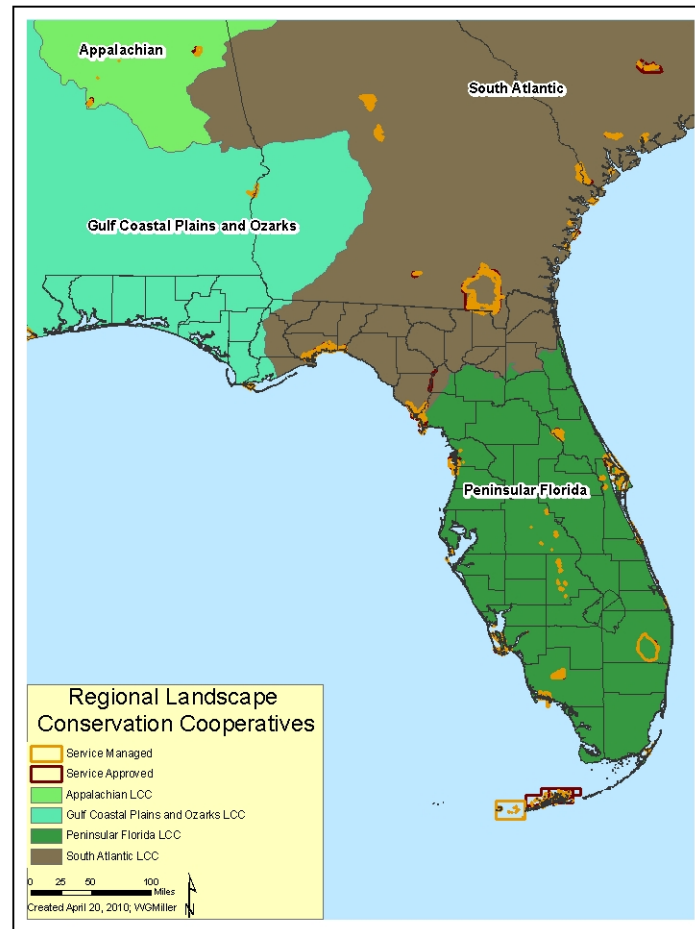 Appalachian
South Atlantic
Gulf Coastal Plains and Ozarks
Peninsular Florida
Regional Landscape
Conservation Cooperatives
Service Managed
Service Approved
Appalachian LCC
Gulf Coastal Plains and Ozarks LCC
Peninsular Florida LCC
South Atlantic LCC
0 25 50 100
Miles
Created April 20, 2010; WGMiller N